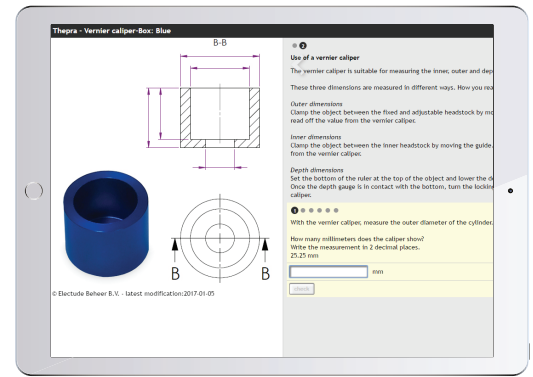 Thepra - Vernier caliper-Box: Blue
B-B
B
B
© Electude Beheer B.V. - latest modification:2017-01-05
2
Use of a vernier caliper
The vernier caliper is suitable for measuring the inner, outer and dep
These three dimensions are measured in different ways. How you rea
Outer dimensions
Clamp the object between the fixed and adjustable headstock by mo
read off the value from the vernier caliper.
Inner dimensions
Clamp the object between the inner headstock by moving the guide.
from the vernier caliper.
Depth dimensions
Set the bottom of the ruler at the top of the object and lower the d
Once the depth gauge is in contact with the bottom, turn the lockin
caliper.
1
With the vernier caliper, measure the outer diameter of the cylinder.
How many millimeters does the caliper show?
Write the measurement in 2 decimal places.
25.25 mm
mm
check